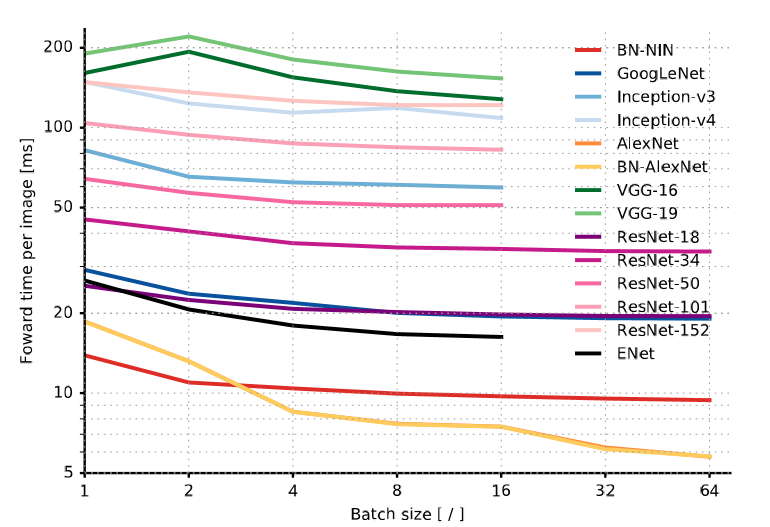 200
100
50
20
10
5
Foward time per image [ms]
1 2 4 8 16 32 64
Batch size [ / ]
BN-NIN
GoogLeNet
Inception-v3
Inception-v4
AlexNet
BN-AlexNet
VGG-16
VGG-19
ResNet-18
ResNet-34
ResNet-50
ResNet-101
ResNet-152
ENet